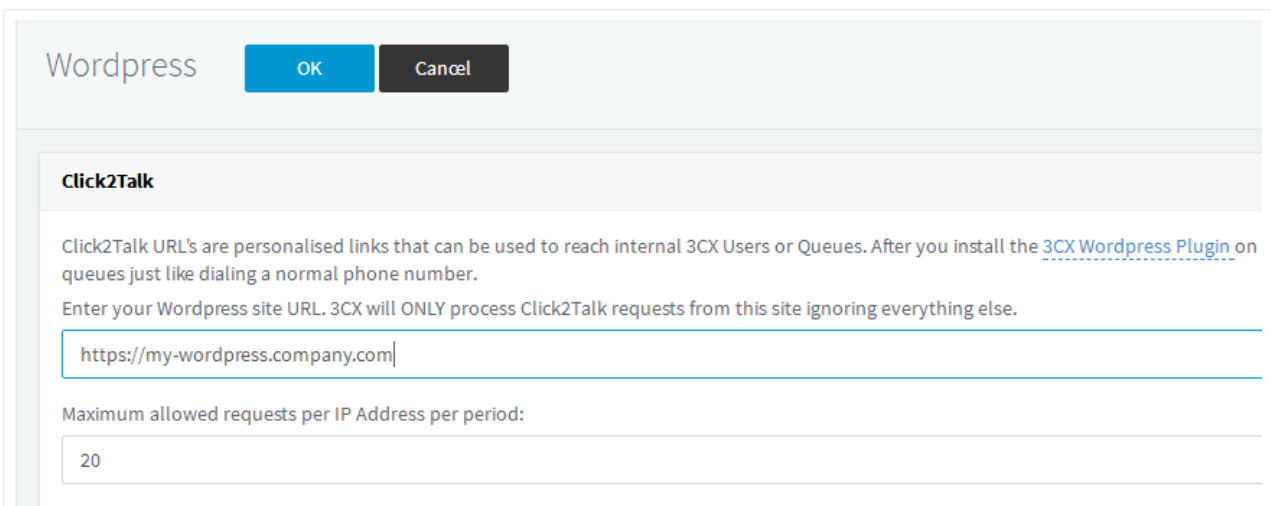 Wordpress OK Cancel
Click2Talk
Click2Talk URL's are personalised links that can be used to reach internal 3CX Users or Queues. After you install the 3CX Wordpress Plugin on
queues just like dialing a normal phone number.
Enter your Wordpress site URL. 3CX will ONLY process Click2Talk requests from this site ignoring everything else.
https://my-wordpress.company.com
Maximum allowed requests per IP Address per period:
20